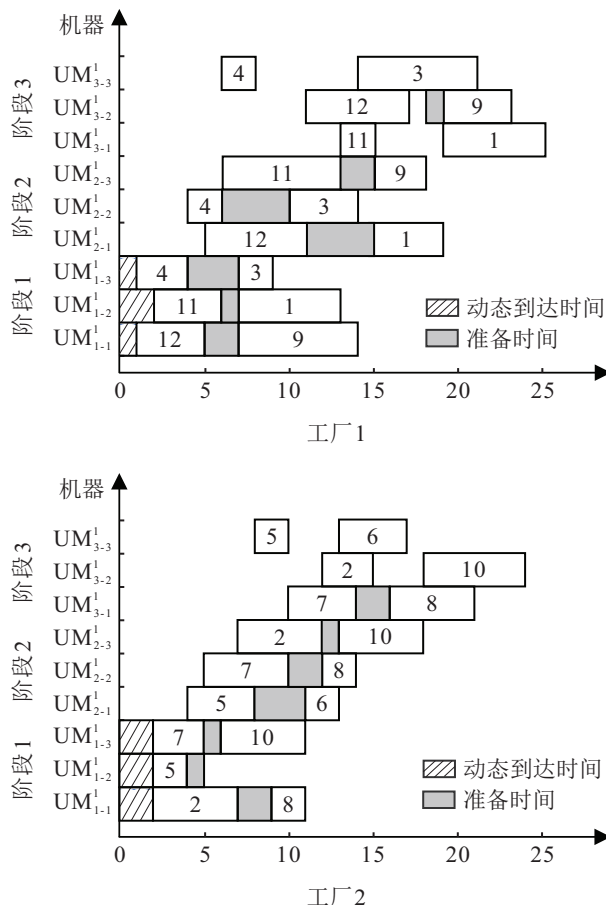 机器
阶段3
UM¹₃₋₃ 4 3
UM¹₃₋₂ 12 9
UM¹₃₋₁ 11 1
阶段2
UM¹₂₋₃ 11 9
UM¹₂₋₂ 4 3
UM¹₂₋₁ 12 1
阶段1
UM¹₁₋₃ 4 3
UM¹₁₋₂ 11 1
UM¹₁₋₁ 12 9
动态到达时间
准备时间
0 5 10 15 20 25
工厂1
机器
阶段3
UM¹₃₋₃ 5 6
UM¹₃₋₂ 2 10
UM¹₃₋₁ 7 8
阶段2
UM¹₂₋₃ 2 10
UM¹₂₋₂ 7 8
UM¹₂₋₁ 5 6
阶段1
UM¹₁₋₃ 7 10
UM¹₁₋₂ 5
UM¹₁₋₁ 2 8
动态到达时间
准备时间
0 5 10 15 20 25
工厂2